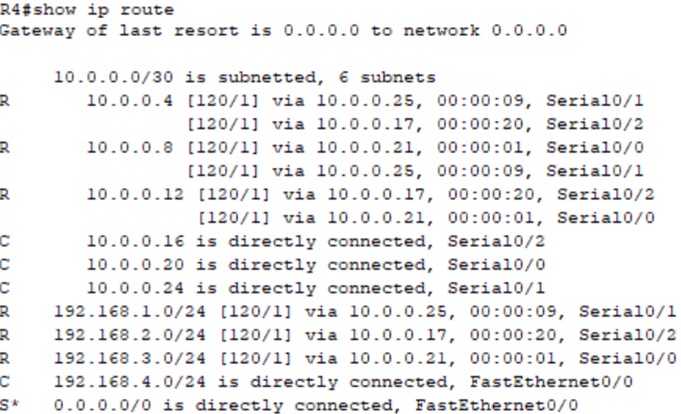 R4#show ip route
Gateway of last resort is 0.0.0.0 to network 0.0.0.0
10.0.0.0/30 is subnetted, 6 subnets
R 10.0.0.4 [120/1] via 10.0.0.25, 00:00:09, Serial0/1
[120/1] via 10.0.0.17, 00:00:20, Serial0/2
R 10.0.0.8 [120/1] via 10.0.0.21, 00:00:01, Serial0/0
[120/1] via 10.0.0.25, 00:00:09, Serial0/1
R 10.0.0.12 [120/1] via 10.0.0.17, 00:00:20, Serial0/2
[120/1] via 10.0.0.21, 00:00:01, Serial0/0
C 10.0.0.16 is directly connected, Serial0/2
C 10.0.0.20 is directly connected, Serial0/0
C 10.0.0.24 is directly connected, Serial0/1
R 192.168.1.0/24 [120/1] via 10.0.0.25, 00:00:09, Serial0/1
R 192.168.2.0/24 [120/1] via 10.0.0.17, 00:00:20, Serial0/2
R 192.168.3.0/24 [120/1] via 10.0.0.21, 00:00:01, Serial0/0
C 192.168.4.0/24 is directly connected, FastEthernet0/0
S* 0.0.0.0/0 is directly connected, FastEthernet0/0